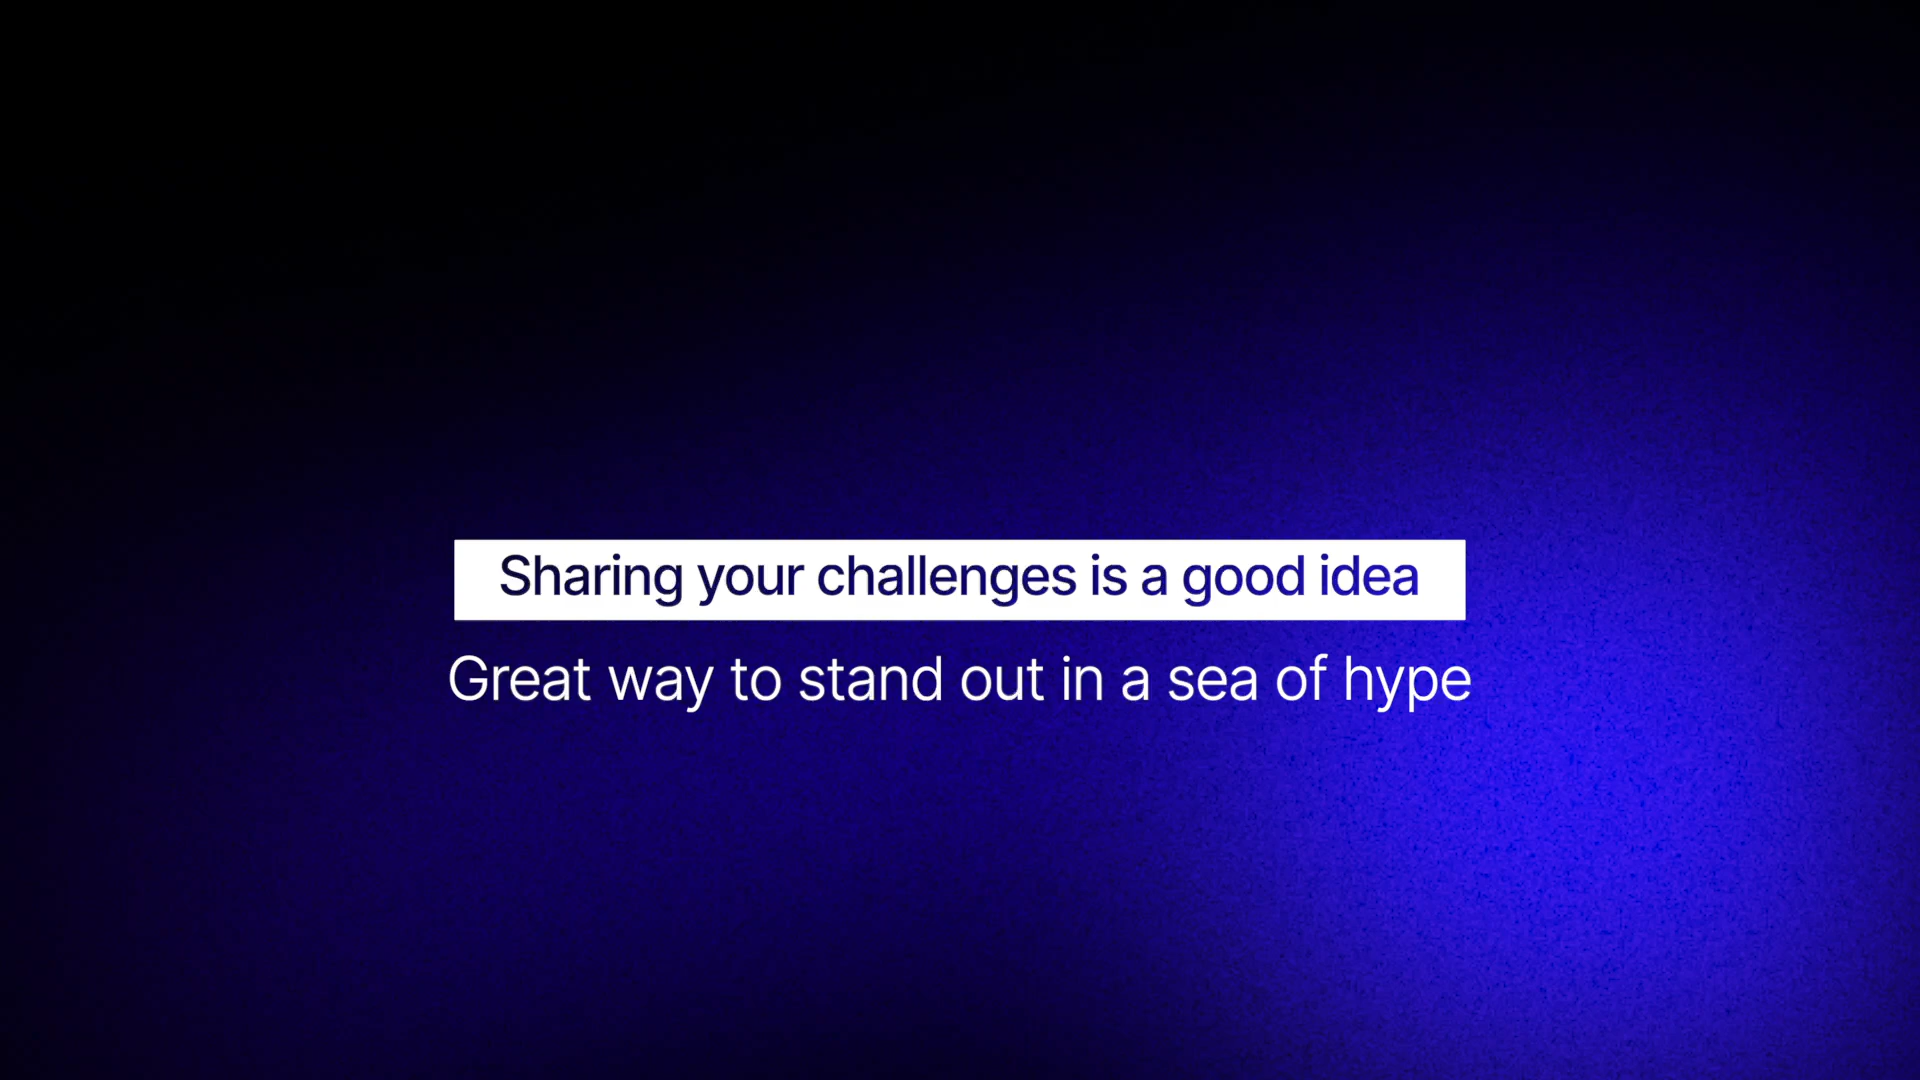 Sharing your challenges is a good idea
Great way to stand out in a sea of hype